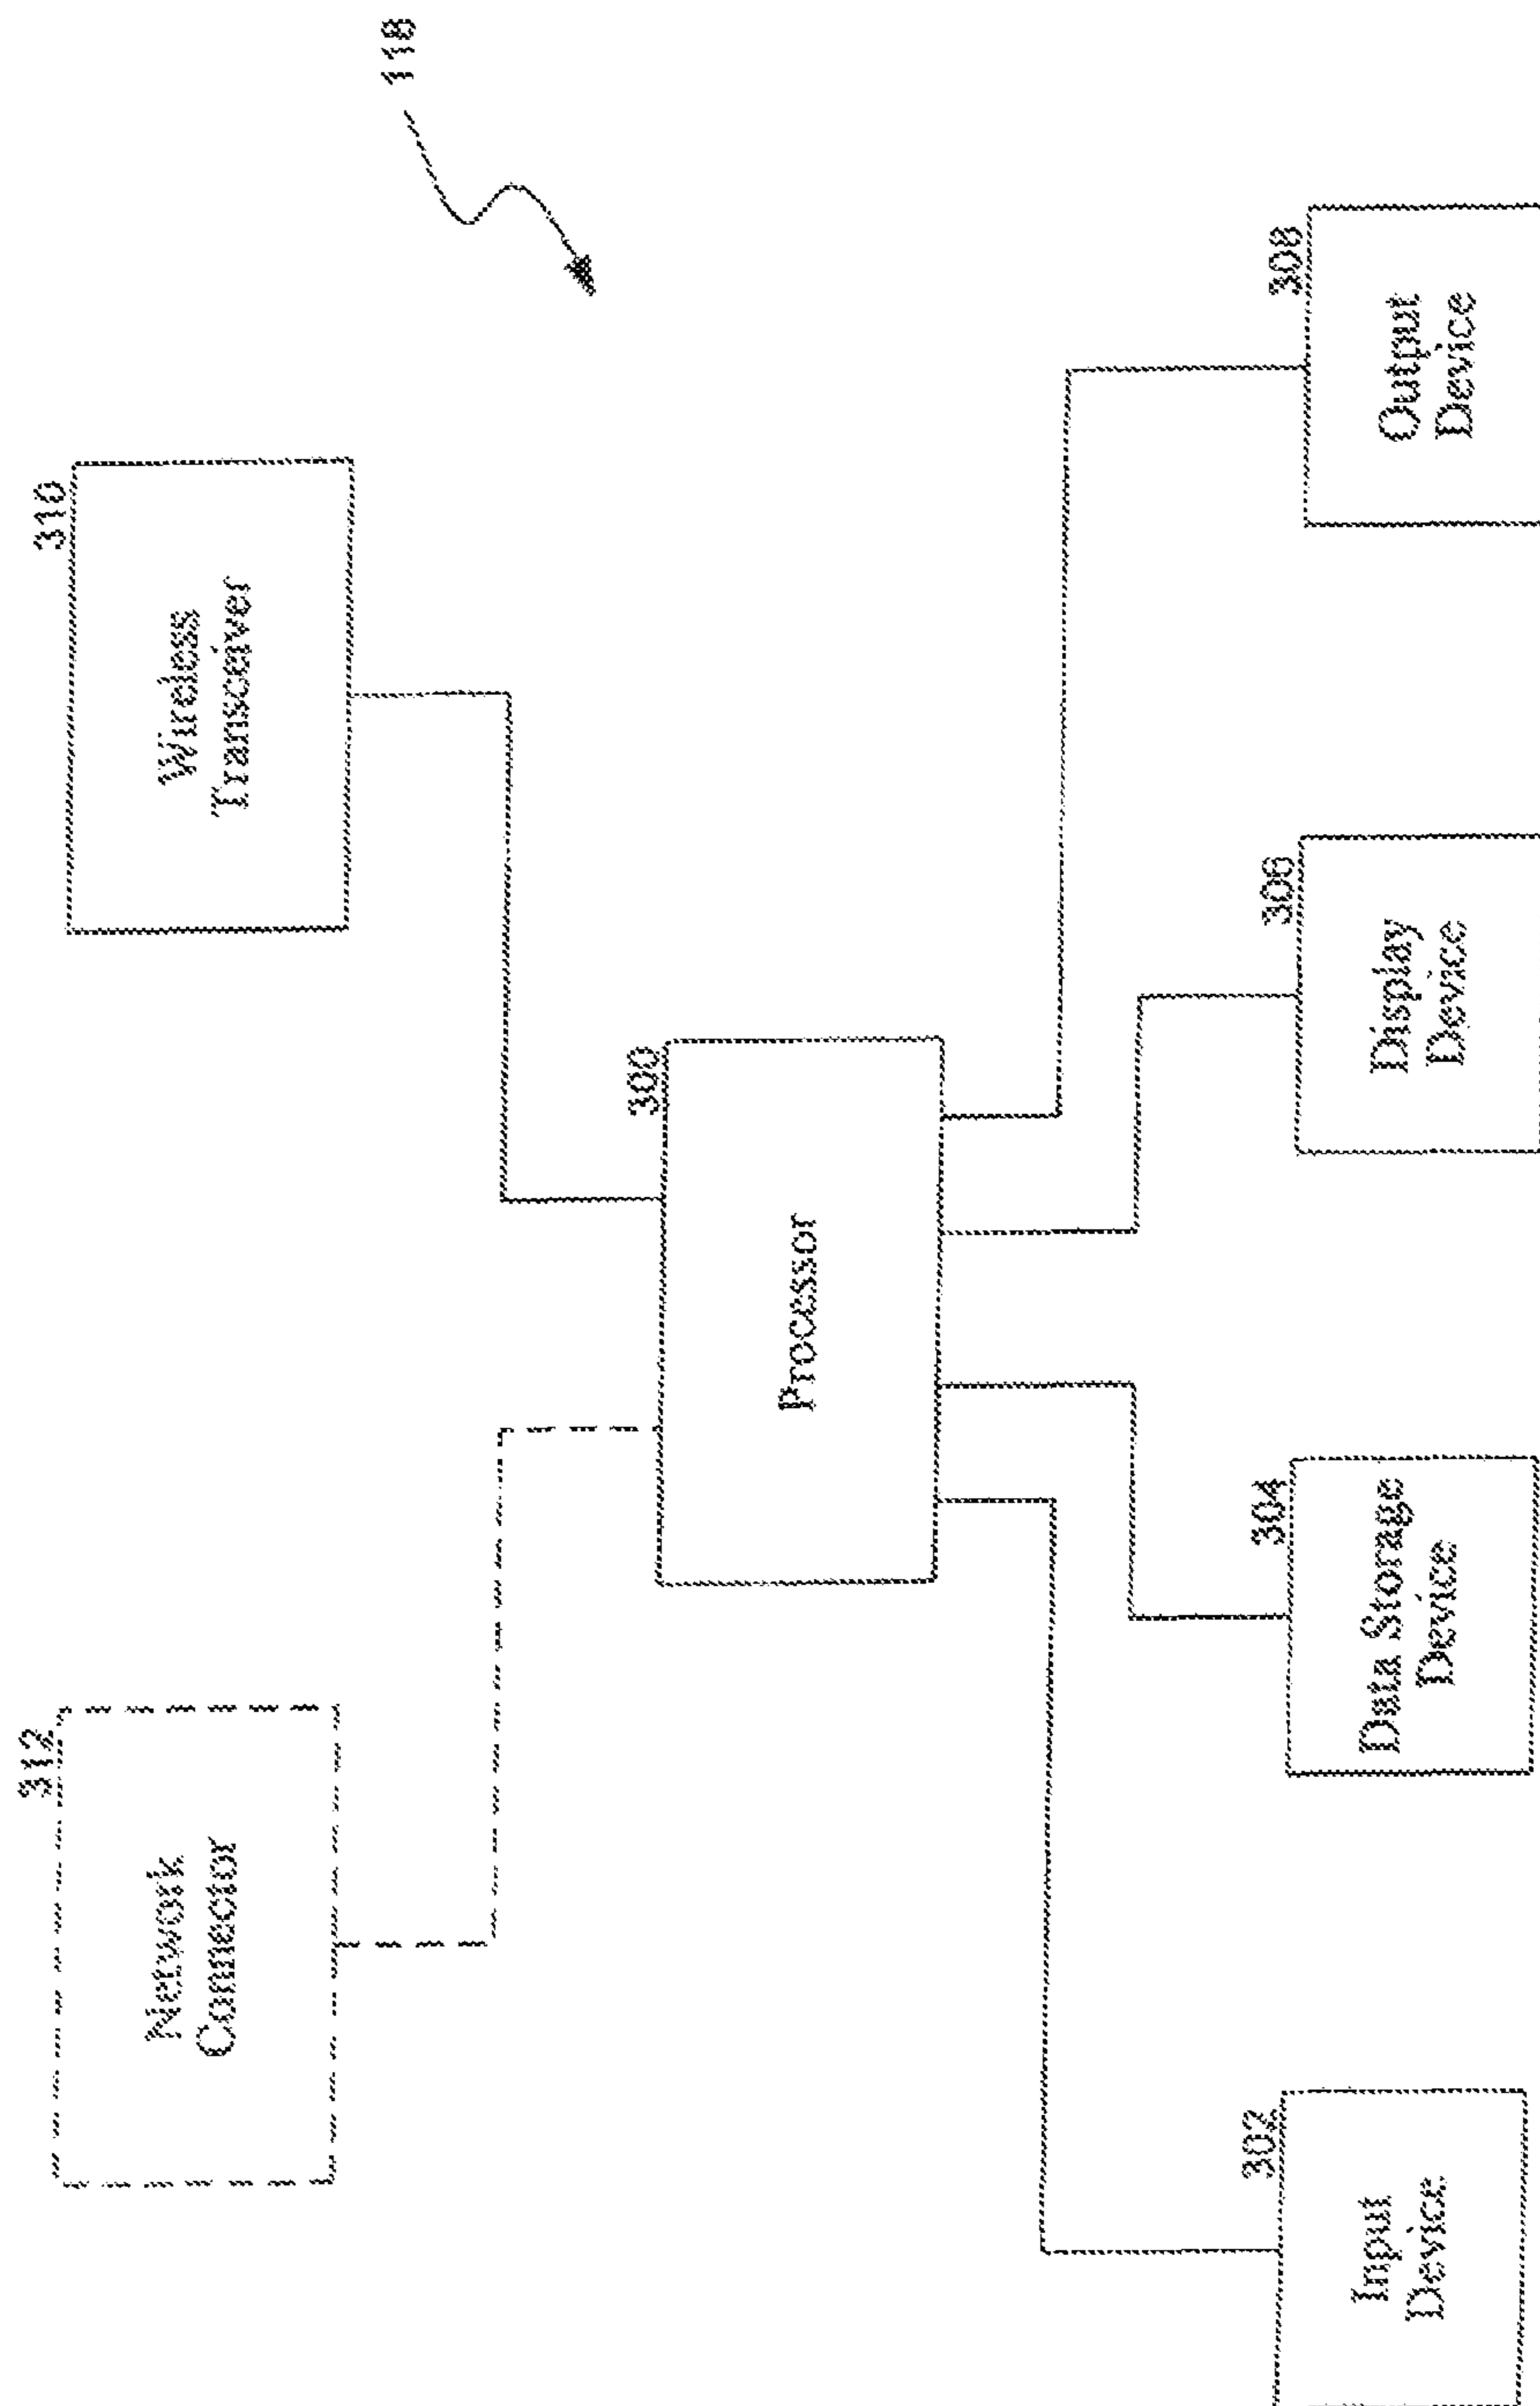 118
312
Network
Connector
310
Wireless
Transceiver
300
Processor
302
Input
Device
304
Data Storage
Device
306
Display
Device
308
Output
Device